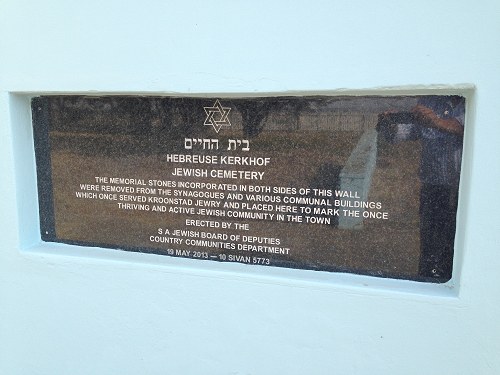 בית החיים
HEBREUSE KERKHOF
JEWISH CEMETERY
THE MEMORIAL STONES INCORPORATED IN BOTH SIDES OF THIS WALL
WERE REMOVED FROM THE SYNAGOGUES AND VARIOUS COMMUNAL BUILDINGS
WHICH ONCE SERVED KROONSTAD JEWRY AND PLACED HERE TO MARK THE ONCE
THRIVING AND ACTIVE JEWISH COMMUNITY IN THE TOWN
ERECTED BY THE
S A JEWISH BOARD OF DEPUTIES
COUNTRY COMMUNITIES DEPARTMENT
19 MAY 2013 — 10 SIVAN 5773